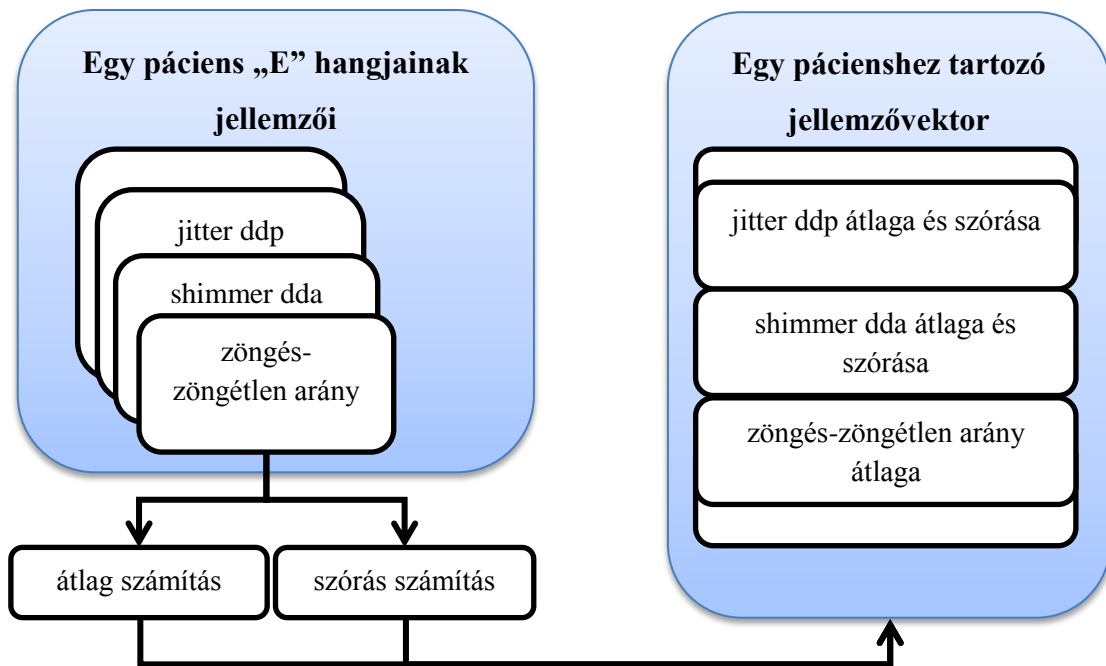 Egy páciens „E” hangjainak
jellemzői
jitter ddp
shimmer dda
zöngés-
zöngétlen arány
átlag számítás
szórás számítás
Egy pácienshez tartozó
jellemzővektor
jitter ddp átlaga és szórása
shimmer dda átlaga és
szórása
zöngés-zöngétlen arány
átlaga